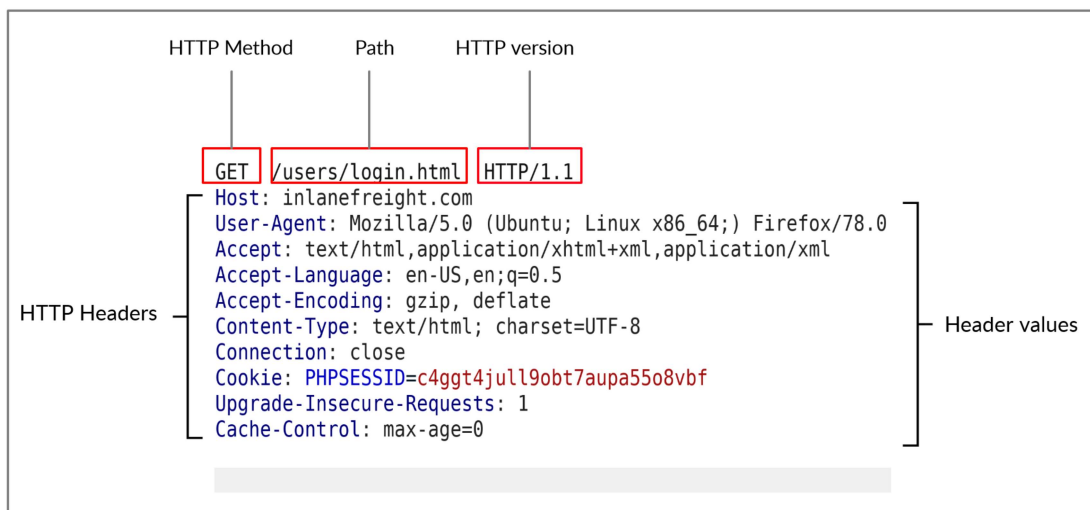 HTTP Method Path HTTP version
GET /users/login.html HTTP/1.1
Host: inlanefreight.com
User-Agent: Mozilla/5.0 (Ubuntu; Linux x86_64;) Firefox/78.0
Accept: text/html,application/xhtml+xml,application/xml
Accept-Language: en-US,en;q=0.5
Accept-Encoding: gzip, deflate
HTTP Headers
Content-Type: text/html; charset=UTF-8
Header values
Connection: close
Cookie: PHPSESSID=c4ggt4jull9obt7aupa55o8vbf
Upgrade-Insecure-Requests: 1
Cache-Control: max-age=0